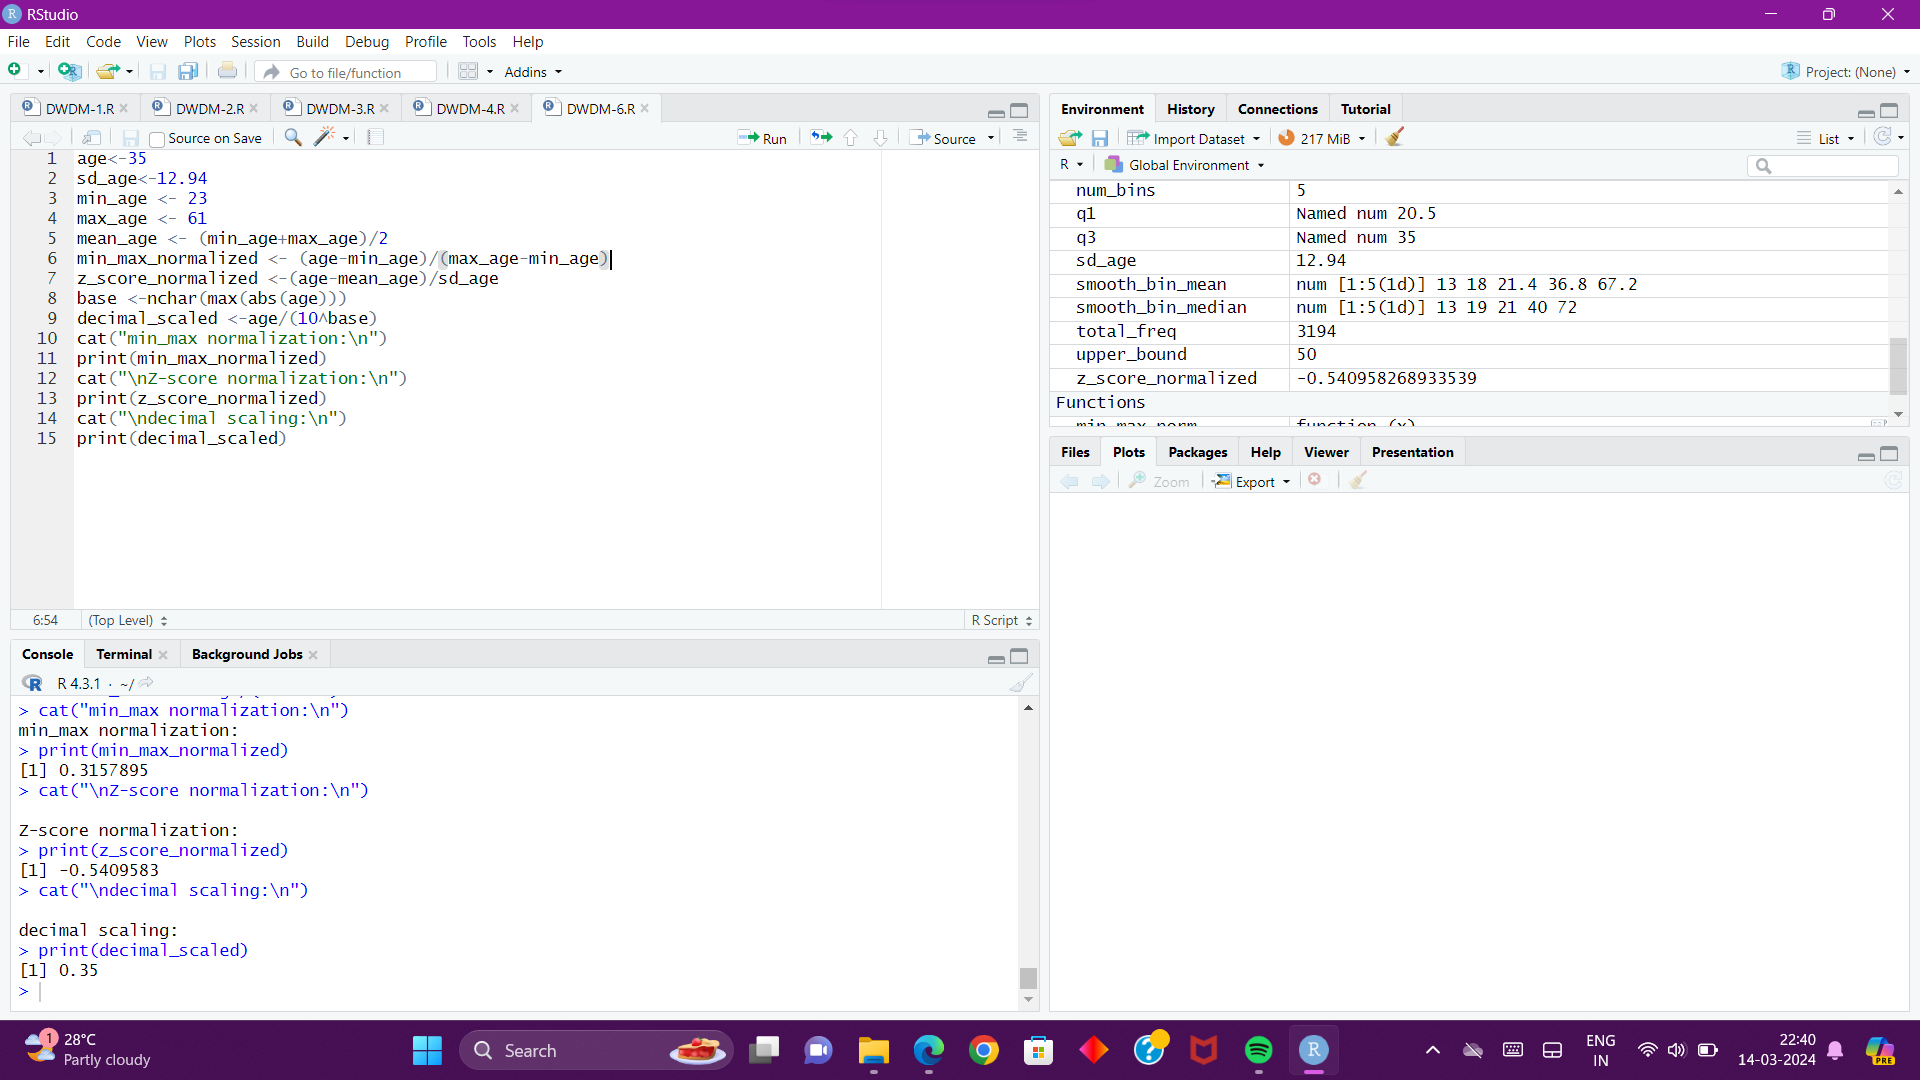 RStudio
File Edit Code View Plots Session Build Debug Profile Tools Help
Go to file/function Addins Project: (None)
DWDM-1.R DWDM-2.R DWDM-3.R DWDM-4.R DWDM-6.R
Source on Save Run Source
1 age<-35
2 sd_age<-12.94
3 min_age <- 23
4 max_age <- 61
5 mean_age <- (min_age+max_age)/2
6 min_max_normalized <- (age-min_age)/(max_age-min_age)
7 z_score_normalized <-(age-mean_age)/sd_age
8 base <-nchar(max(abs(age)))
9 decimal_scaled <-age/(10^base)
10 cat("min_max normalization:\n")
11 print(min_max_normalized)
12 cat("\nZ-score normalization:\n")
13 print(z_score_normalized)
14 cat("\ndecimal scaling:\n")
15 print(decimal_scaled)
6:54 (Top Level) R Script
Console Terminal Background Jobs
R 4.3.1 · ~/
> cat("min_max normalization:\n")
min_max normalization:
> print(min_max_normalized)
[1] 0.3157895
> cat("\nZ-score normalization:\n")
Z-score normalization:
> print(z_score_normalized)
[1] -0.5409583
> cat("\ndecimal scaling:\n")
decimal scaling:
> print(decimal_scaled)
[1] 0.35
>
Environment History Connections Tutorial
Import Dataset 217 MiB List
R Global Environment
num_bins 5
q1 Named num 20.5
q3 Named num 35
sd_age 12.94
smooth_bin_mean num [1:5(1d)] 13 18 21.4 36.8 67.2
smooth_bin_median num [1:5(1d)] 13 19 21 40 72
total_freq 3194
upper_bound 50
z_score_normalized -0.540958268933539
Functions
min_max_norm function (x)
Files Plots Packages Help Viewer Presentation
Zoom Export
1 28°C
Partly cloudy
Search
ENG
IN
22:40
14-03-2024
PRE